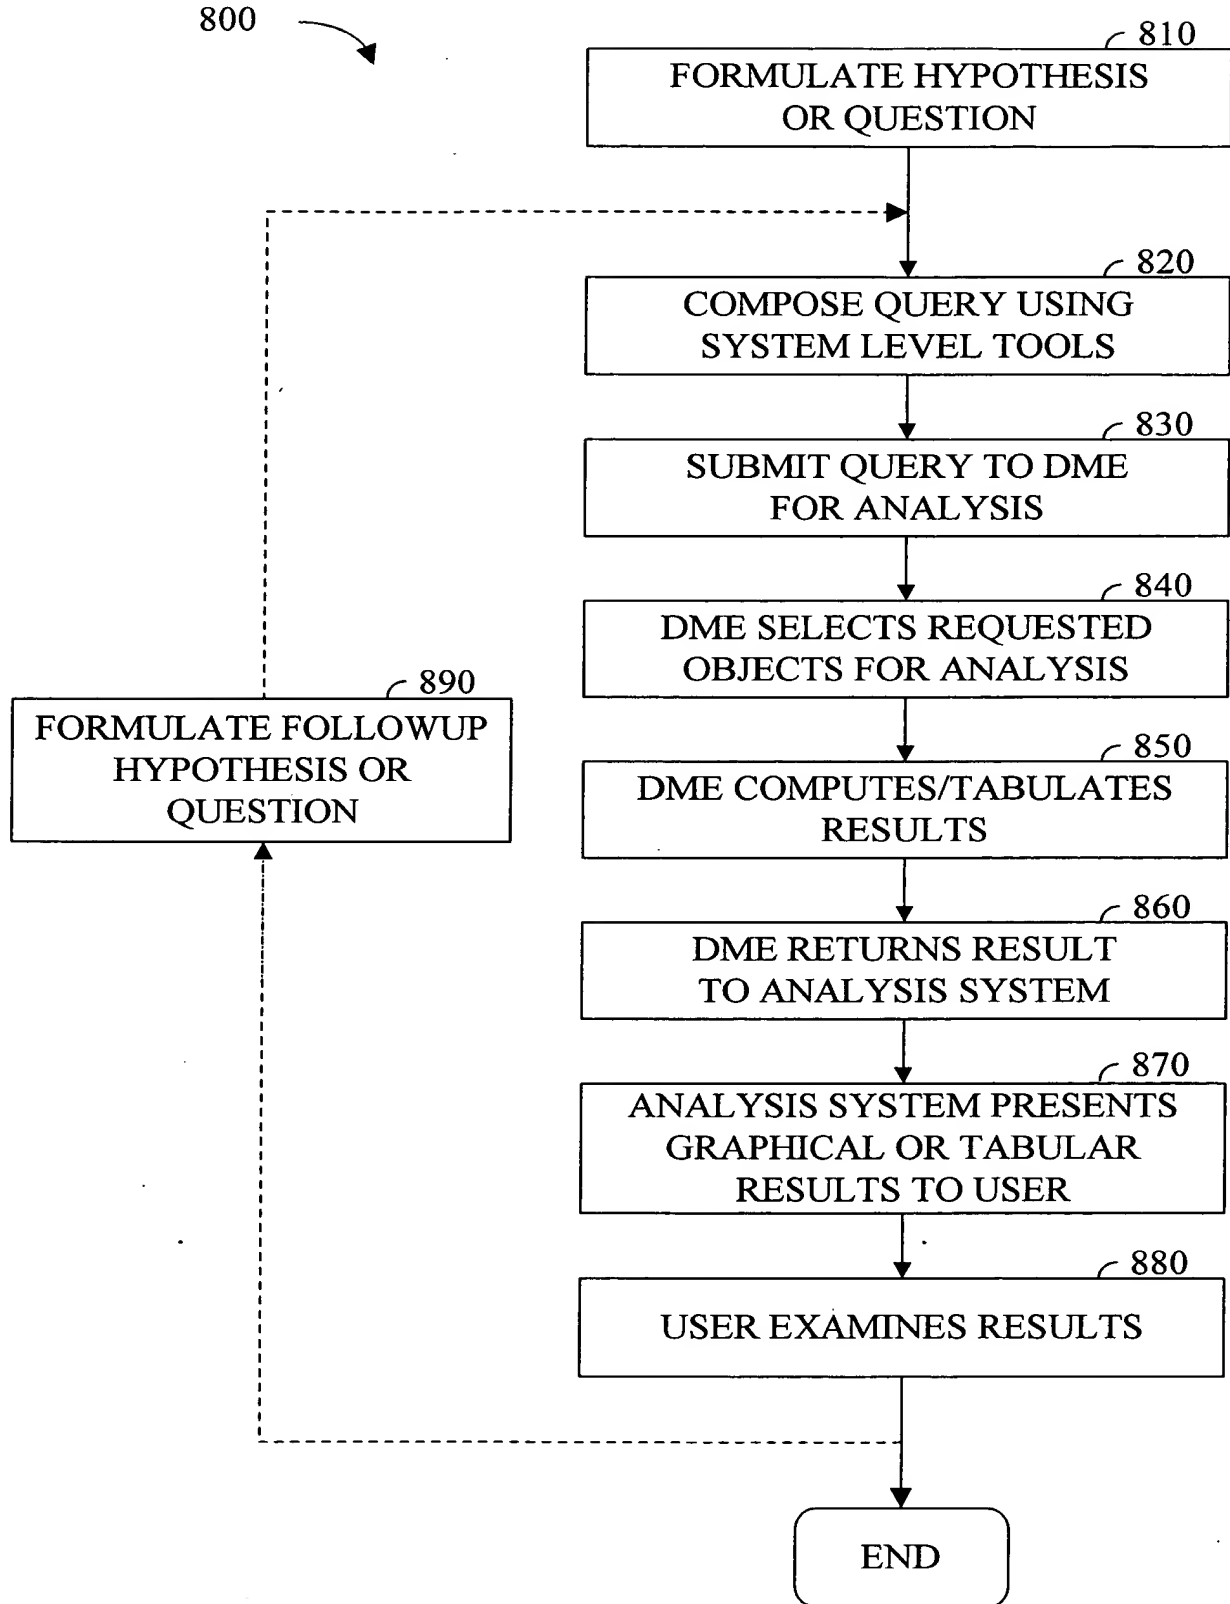 800
810
FORMULATE HYPOTHESIS
OR QUESTION
820
COMPOSE QUERY USING
SYSTEM LEVEL TOOLS
830
SUBMIT QUERY TO DME
FOR ANALYSIS
840
DME SELECTS REQUESTED
OBJECTS FOR ANALYSIS
890
FORMULATE FOLLOWUP
HYPOTHESIS OR
QUESTION
850
DME COMPUTES/TABULATES
RESULTS
860
DME RETURNS RESULT
TO ANALYSIS SYSTEM
870
ANALYSIS SYSTEM PRESENTS
GRAPHICAL OR TABULAR
RESULTS TO USER
880
USER EXAMINES RESULTS
END